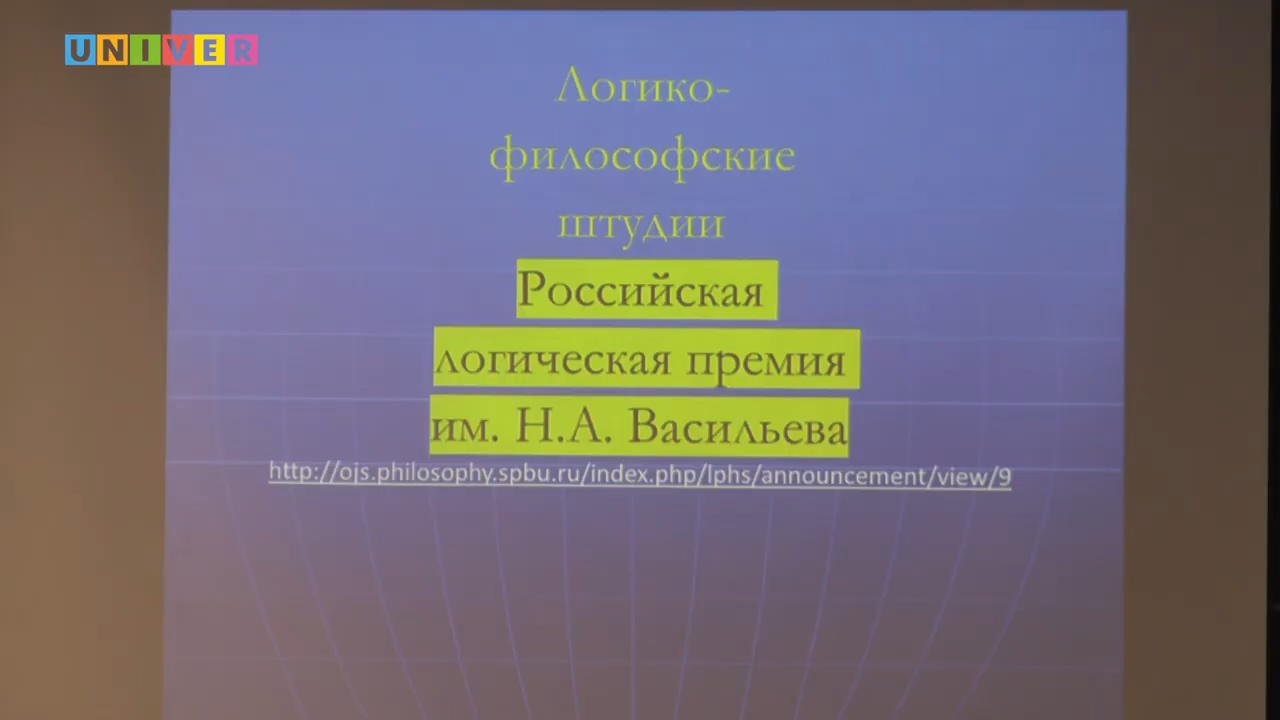 UNIVER
Логико-
философские
штудии
Российская
логическая премия
им. Н.А. Васильева
http://ojs.philosophy.spbu.ru/index.php/lphs/announcement/view/9